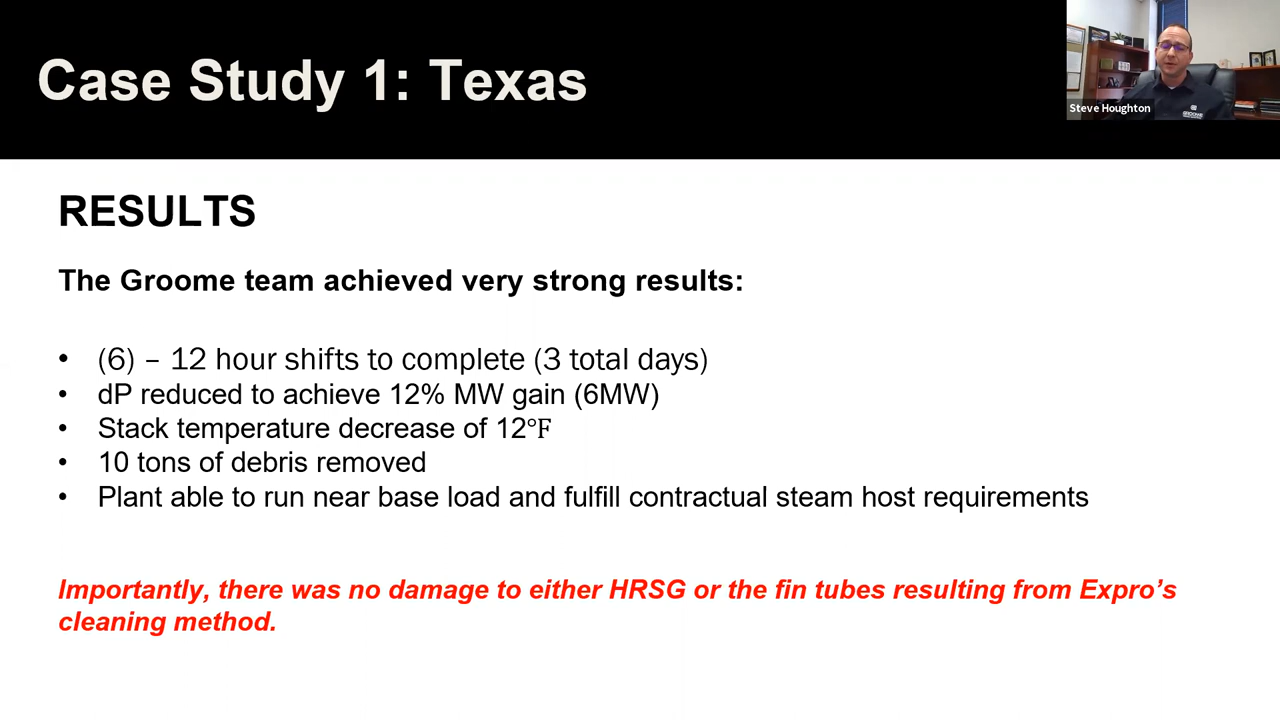 Case Study 1: Texas
Steve Houghton
GROOME
RESULTS
The Groome team achieved very strong results:
• (6) – 12 hour shifts to complete (3 total days)
• dP reduced to achieve 12% MW gain (6MW)
• Stack temperature decrease of 12°F
• 10 tons of debris removed
• Plant able to run near base load and fulfill contractual steam host requirements
Importantly, there was no damage to either HRSG or the fin tubes resulting from Expro’s
cleaning method.